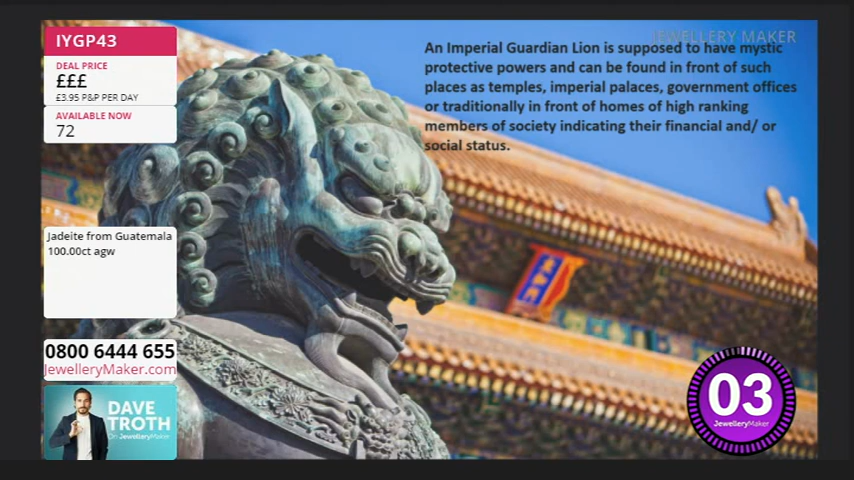 JEWELLERY MAKER
IYGP43
DEAL PRICE
£££
£3.95 P&P PER DAY
AVAILABLE NOW
72
An Imperial Guardian Lion is supposed to have mystic
protective powers and can be found in front of such
places as temples, imperial palaces, government offices
or traditionally in front of homes of high ranking
members of society indicating their financial and/ or
social status.
Jadeite from Guatemala
100.00ct agw
0800 6444 655
JewelleryMaker.com
DAVE
TROTH
On JewelleryMaker
03
JewelleryMaker